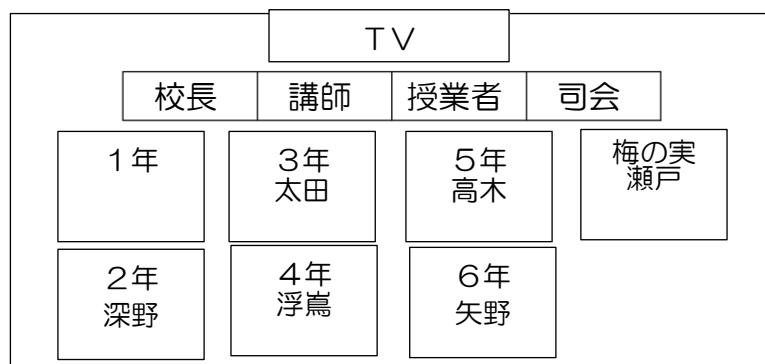 ＴＶ
校長 講師 授業者 司会
１年
３年
太田
５年
高木
梅の実
瀬戸
２年
深野
４年
浮嶌
６年
矢野